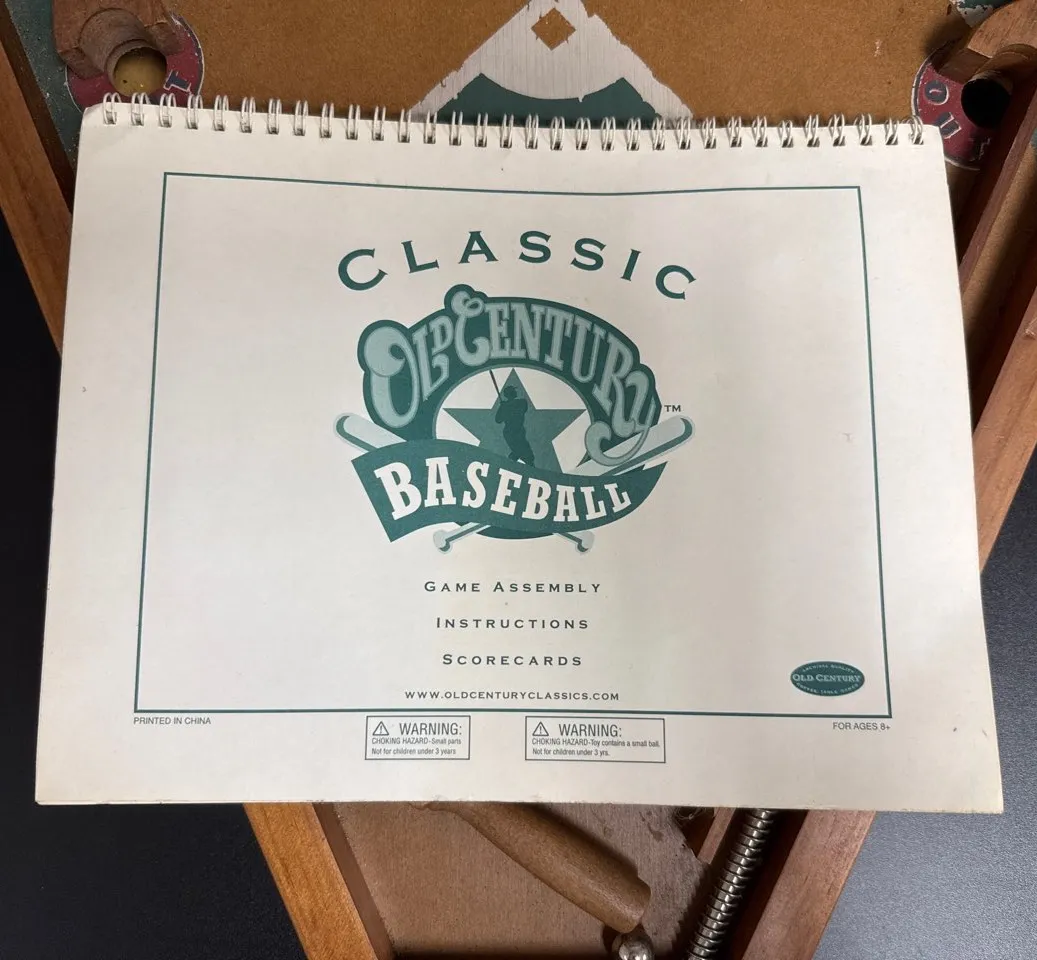 OUT
OUT
CLASSIC
OLD CENTURY
™
BASEBALL
GAME ASSEMBLY
INSTRUCTIONS
SCORECARDS
WWW.OLDCENTURYCLASSICS.COM
OLD CENTURY
PRINTED IN CHINA
WARNING:
CHOKING HAZARD-Small parts
Not for children under 3 years
WARNING:
CHOKING HAZARD-Toy contains a small ball.
Not for children under 3 yrs.
FOR AGES 8+